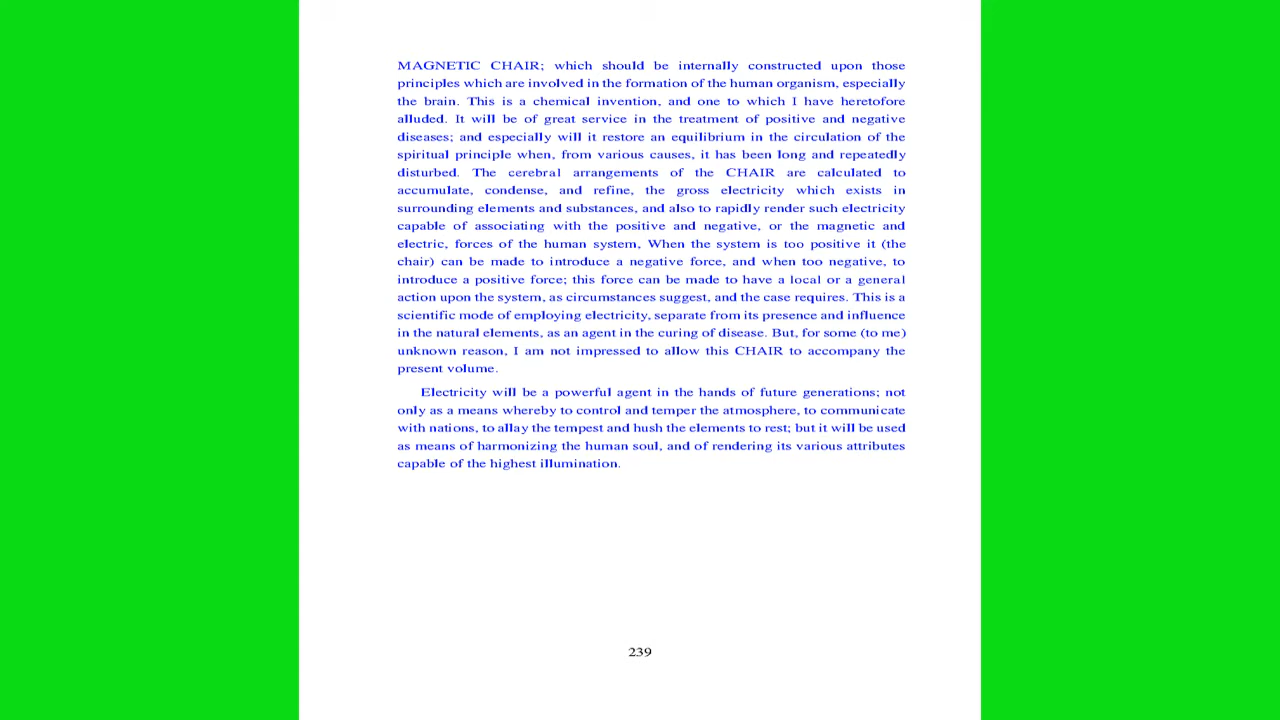 MAGNETIC CHAIR; which should be internally constructed upon those
principles which are involved in the formation of the human organism, especially
the brain. This is a chemical invention, and one to which I have heretofore
alluded. It will be of great service in the treatment of positive and negative
diseases; and especially will it restore an equilibrium in the circulation of the
spiritual principle when, from various causes, it has been long and repeatedly
disturbed. The cerebral arrangements of the CHAIR are calculated to
accumulate, condense, and refine, the gross electricity which exists in
surrounding elements and substances, and also to rapidly render such electricity
capable of associating with the positive and negative, or the magnetic and
electric, forces of the human system, When the system is too positive it (the
chair) can be made to introduce a negative force, and when too negative, to
introduce a positive force; this force can be made to have a local or a general
action upon the system, as circumstances suggest, and the case requires. This is a
scientific mode of employing electricity, separate from its presence and influence
in the natural elements, as an agent in the curing of disease. But, for some (to me)
unknown reason, I am not impressed to allow this CHAIR to accompany the
present volume.
Electricity will be a powerful agent in the hands of future generations; not
only as a means whereby to control and temper the atmosphere, to communicate
with nations, to allay the tempest and hush the elements to rest; but it will be used
as means of harmonizing the human soul, and of rendering its various attributes
capable of the highest illumination.
239